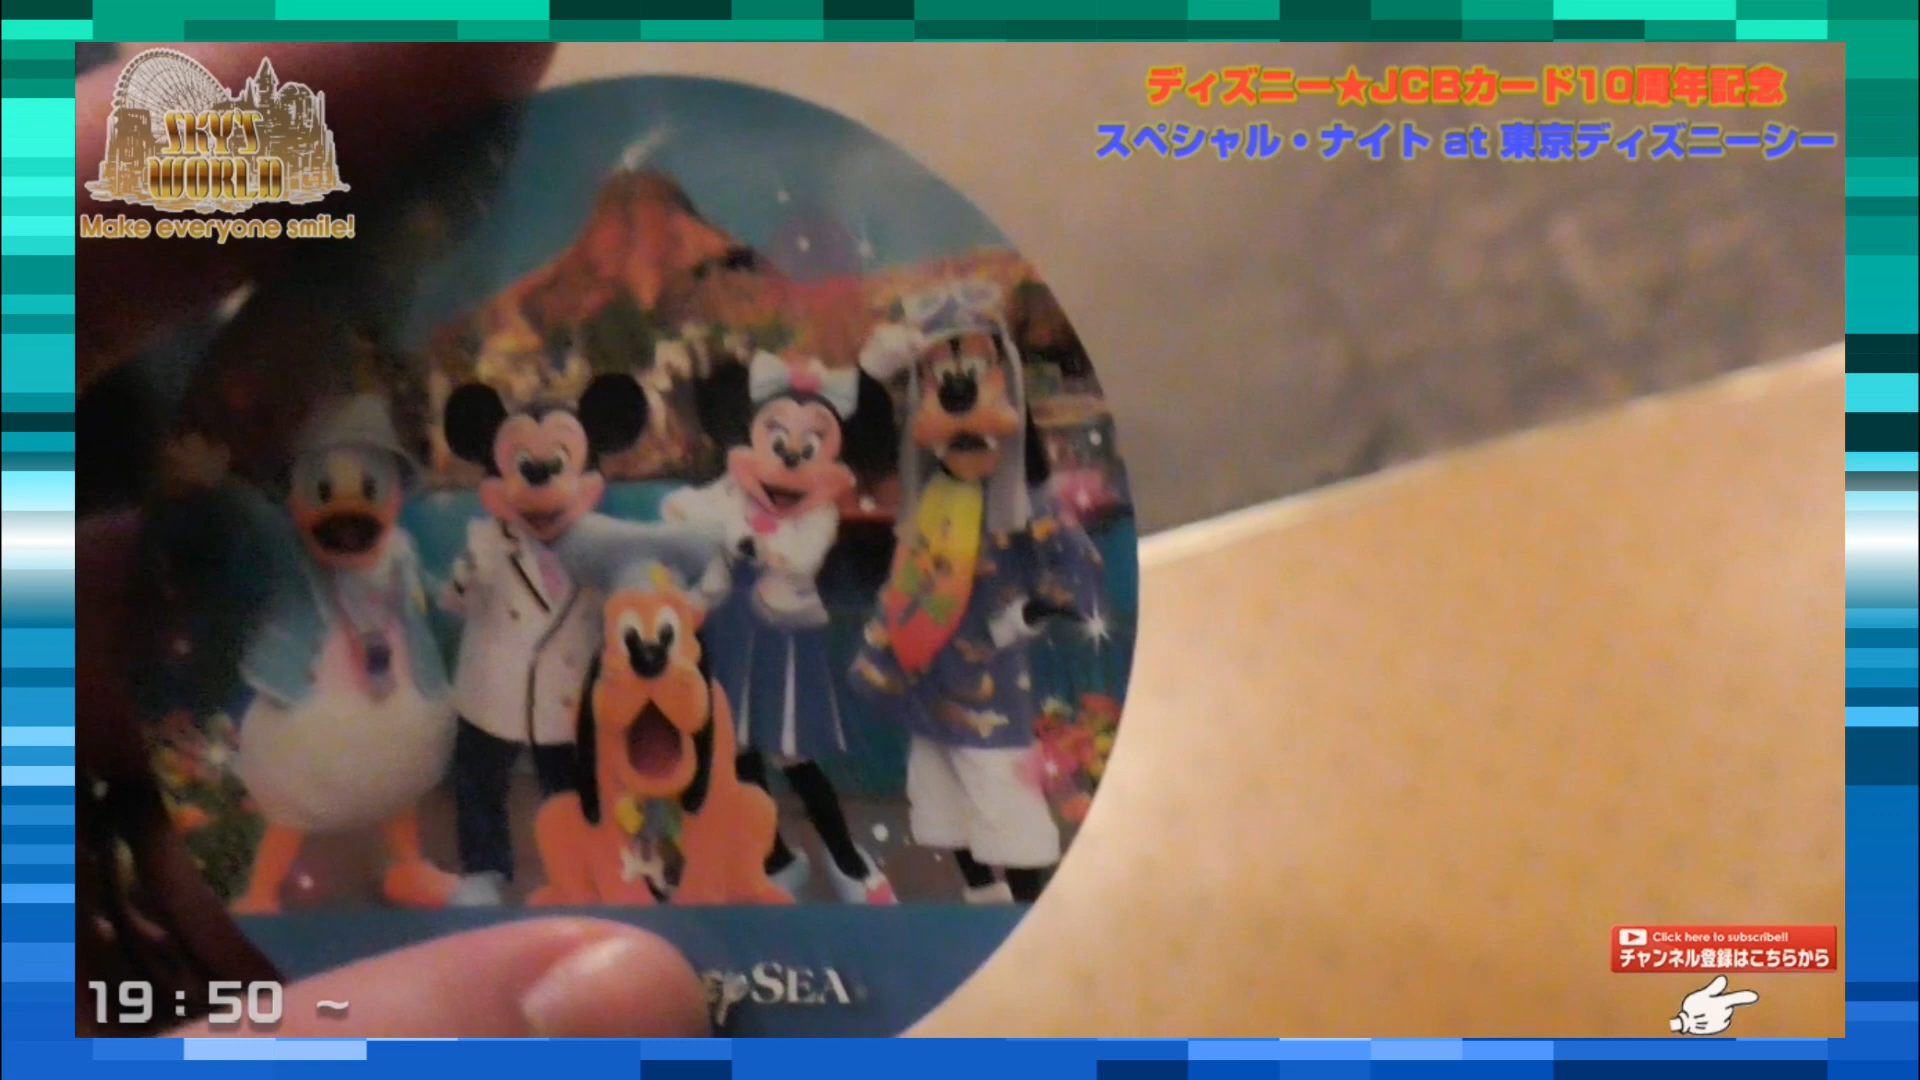 SKY'S
WORLD
Make everyone smile!
ディズニー★JCBカード10周年記念
スペシャル・ナイト at 東京ディズニーシー
SEA
Click here to subscribe!!
チャンネル登録はこちらから
19:50 ~